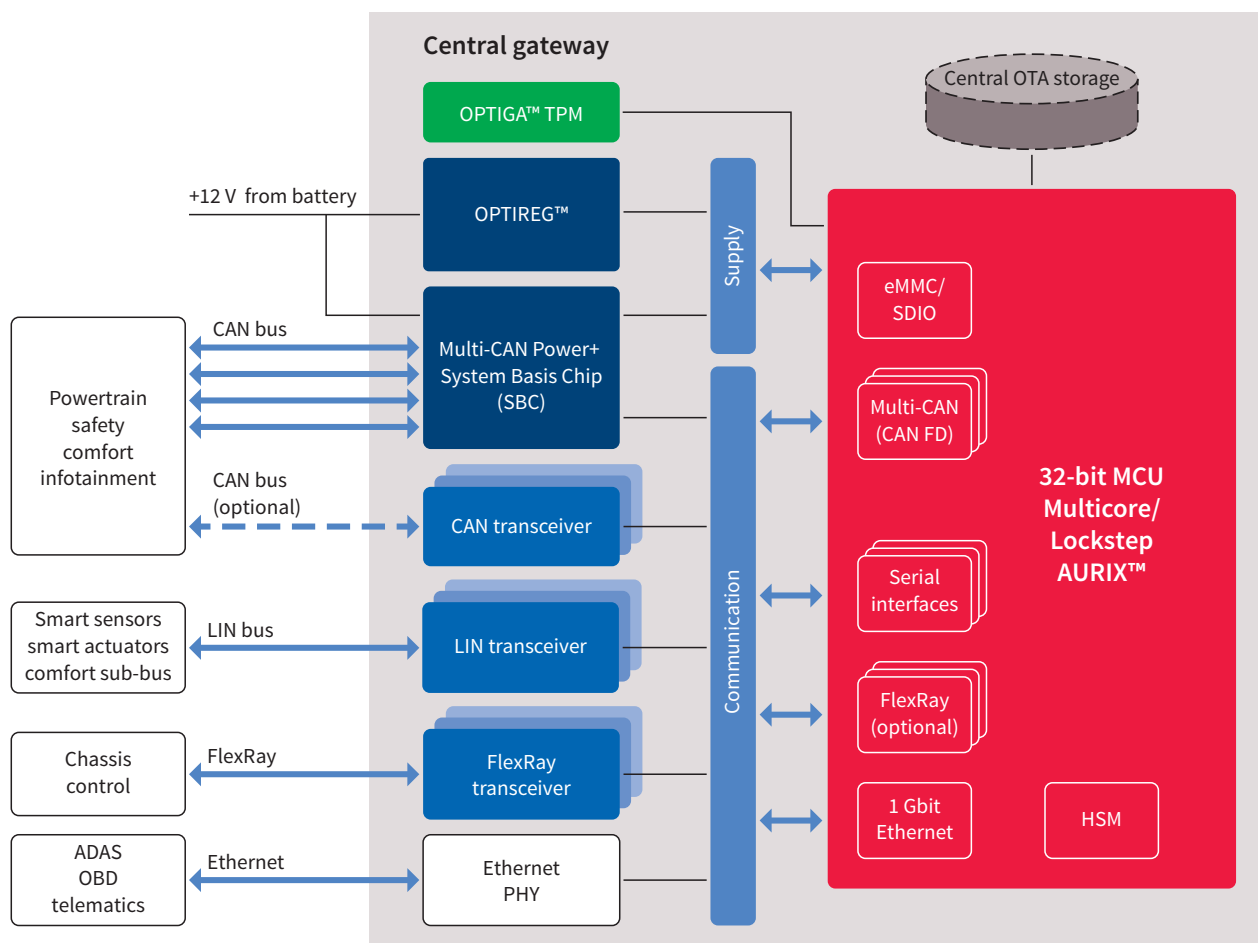 Central gateway
Central OTA storage
OPTIGA™ TPM
+12 V from battery
OPTIREG™
Supply
eMMC/
SDIO
CAN bus
Multi-CAN Power+
System Basis Chip
(SBC)
Powertrain
safety
comfort
infotainment
Multi-CAN
(CAN FD)
32-bit MCU
Multicore/
Lockstep
AURIX™
CAN bus
(optional)
CAN transceiver
Communication
Serial
interfaces
Smart sensors
smart actuators
comfort sub-bus
LIN bus
LIN transceiver
FlexRay
(optional)
Chassis
control
FlexRay
FlexRay
transceiver
1 Gbit
Ethernet
HSM
ADAS
OBD
telematics
Ethernet
Ethernet
PHY